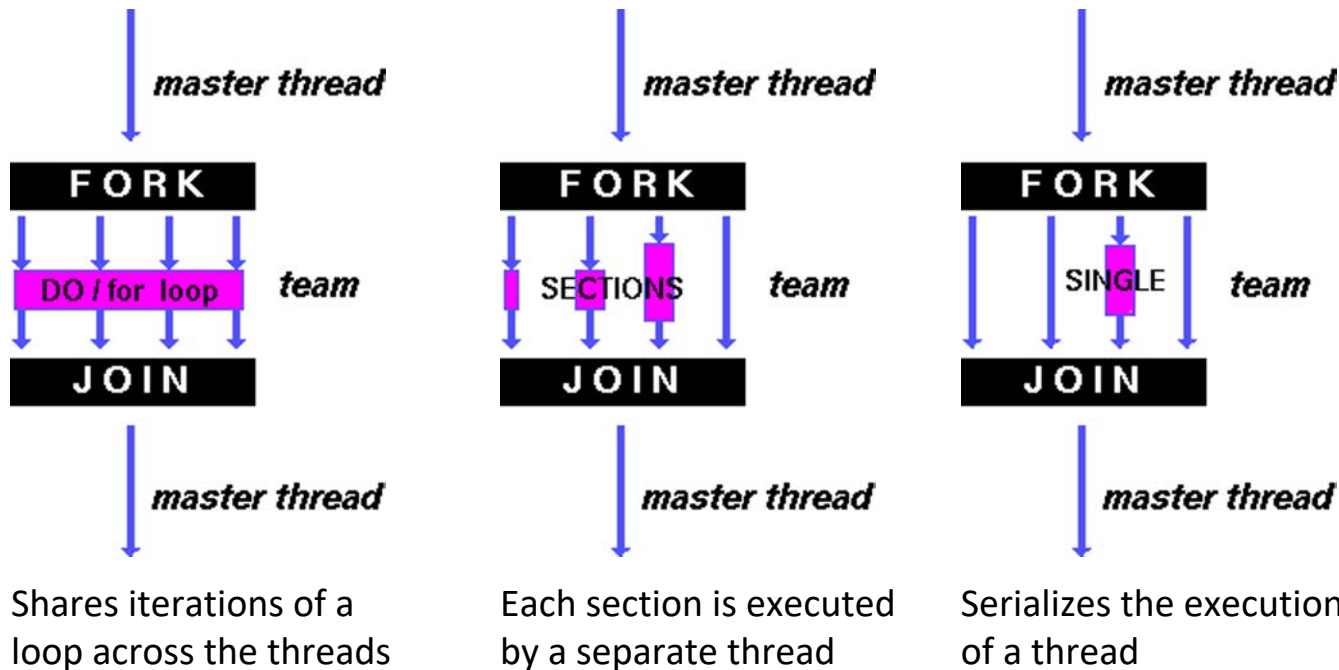 master thread
FORK
DO / for loop
team
JOIN
master thread
Shares iterations of a
loop across the threads
master thread
FORK
SECTIONS
team
JOIN
master thread
Each section is executed
by a separate thread
master thread
FORK
SINGLE
team
JOIN
master thread
Serializes the execution
of a thread